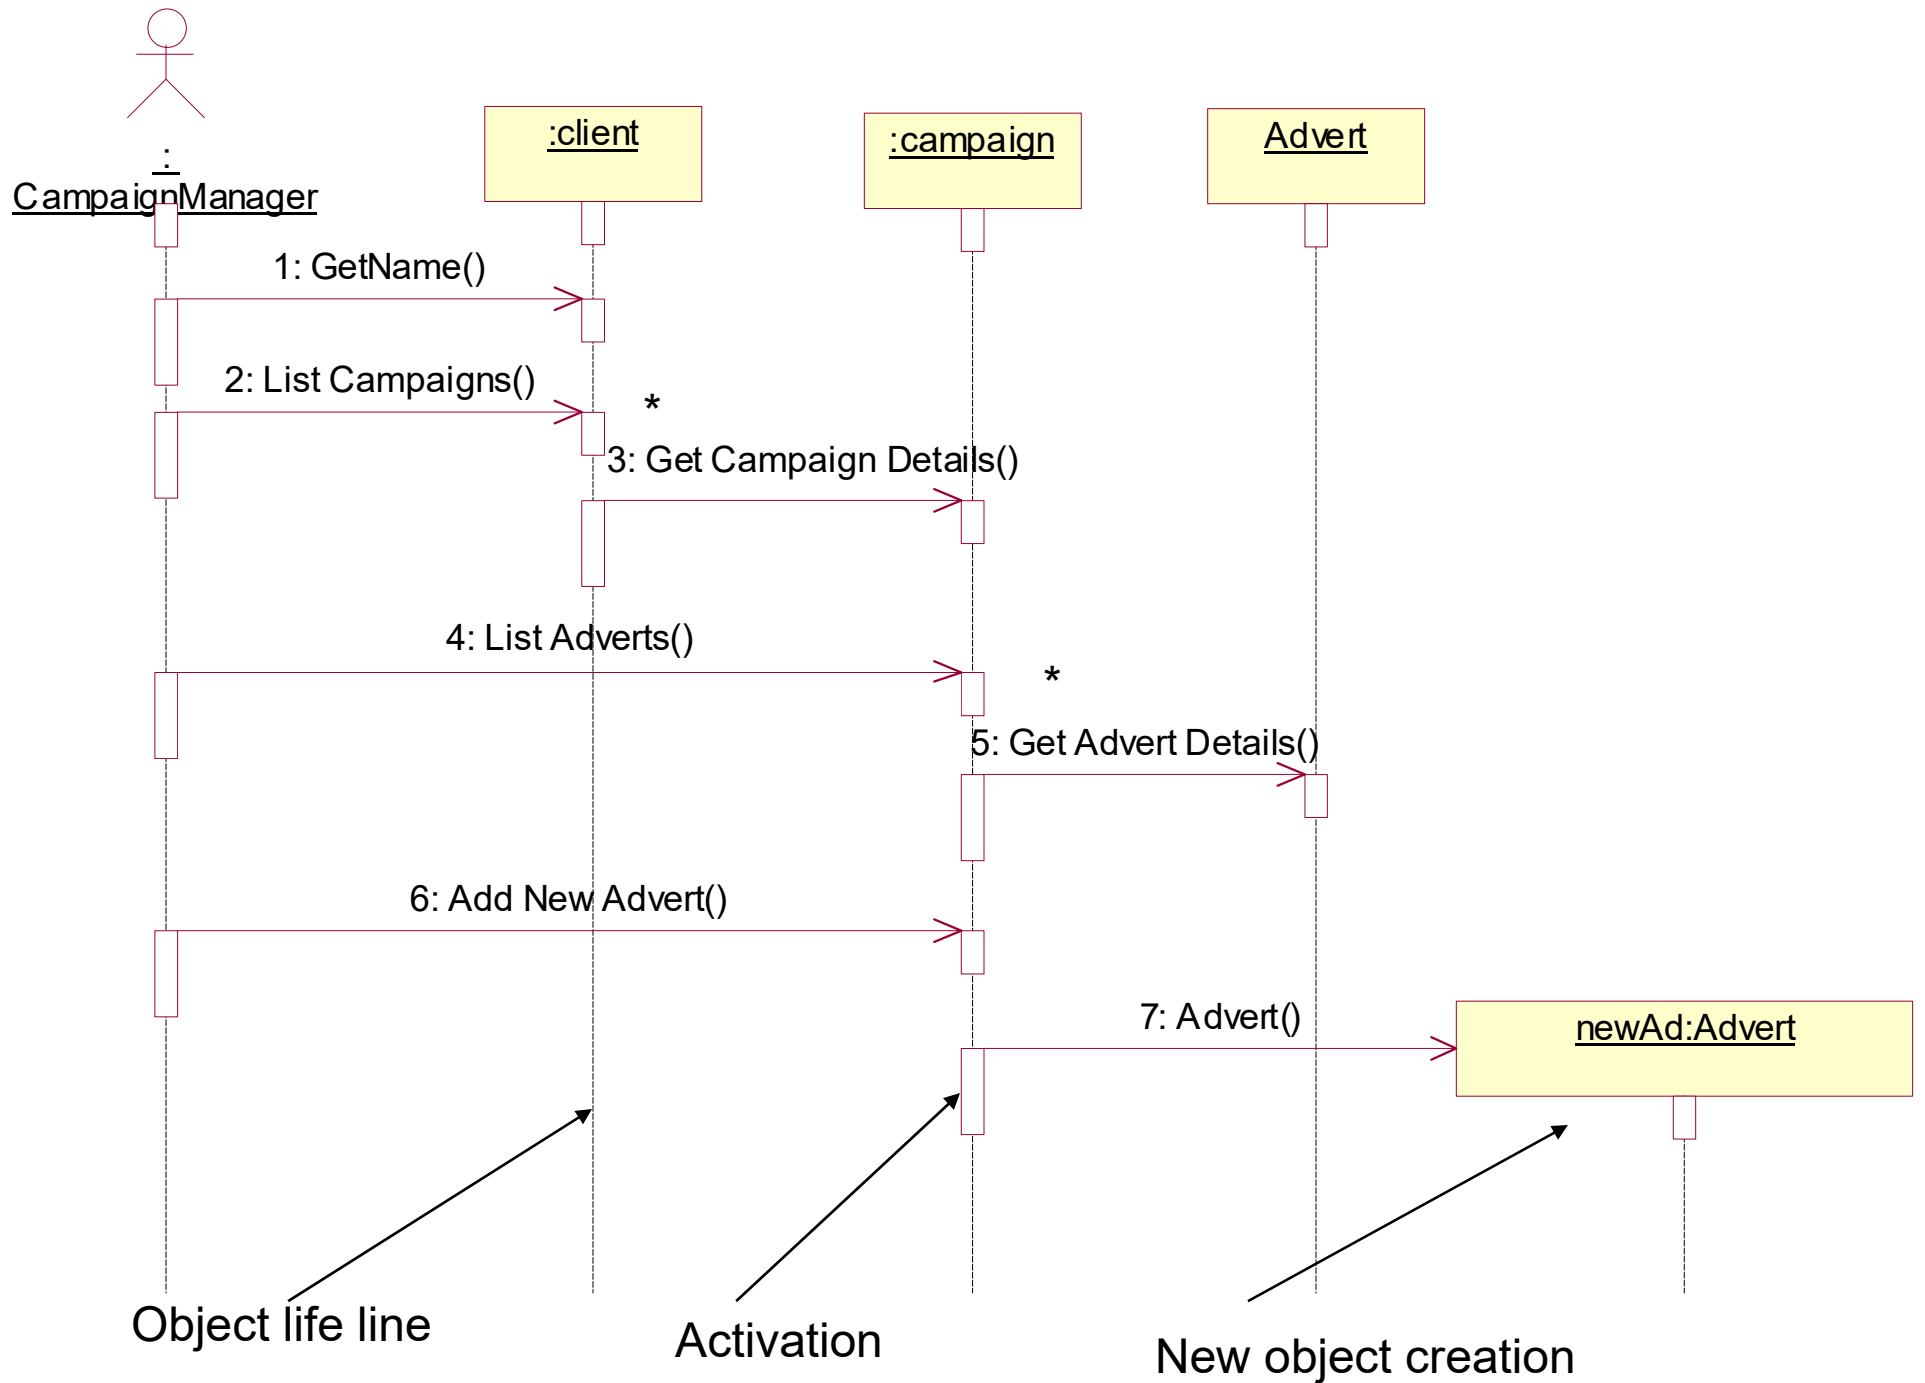 :
CampaignManager
:client
:campaign
Advert
1: GetName()
2: List Campaigns()
*
3: Get Campaign Details()
4: List Adverts()
*
5: Get Advert Details()
6: Add New Advert()
7: Advert()
newAd:Advert
Object life line
Activation
New object creation